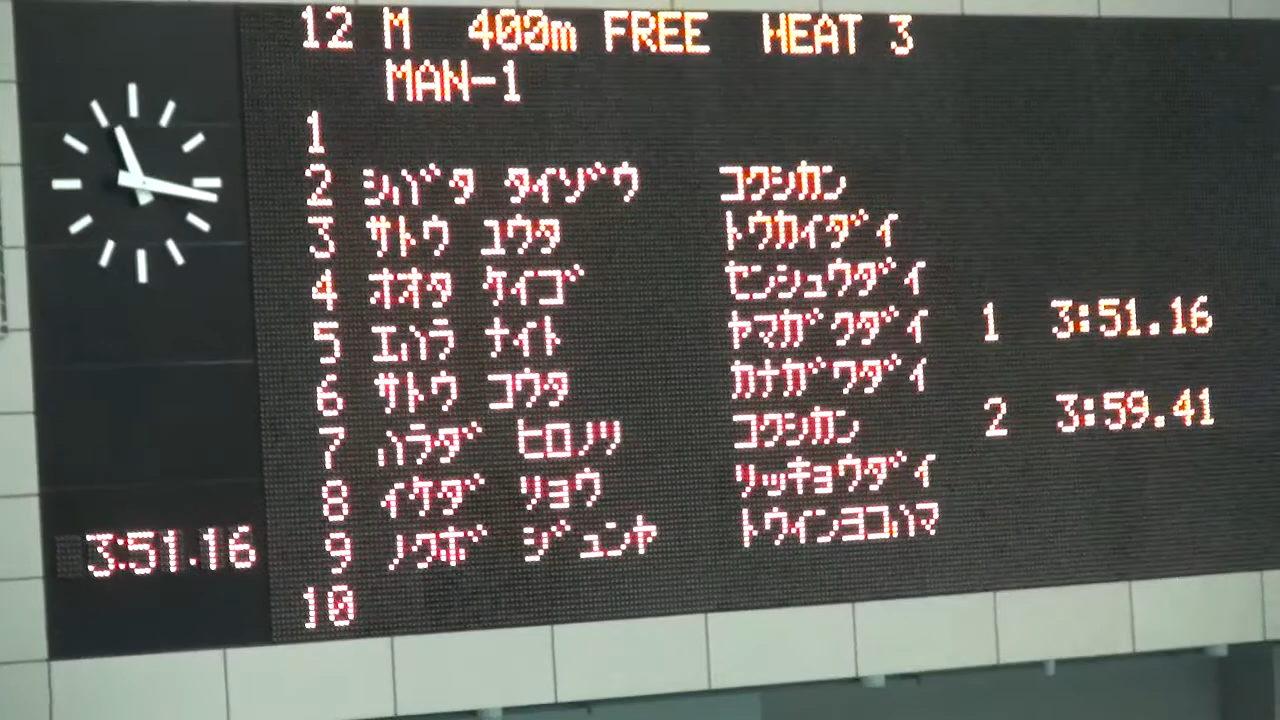 12 M 400m FREE HEAT 3
MAN-1
1
2 シバタ タイゾウ コクシカン
3 サトウ ユウタ トウカイダイ
4 オオタ ケイゴ センシュウダイ
5 エハラ ナイト ヤマガクダイ 1 3:51.16
6 サトウ コウタ カナガワダイ
7 ハラダ ヒロノリ コクシカン 2 3:59.41
8 イケダ リョウ リッキョウダイ
9 ノクボ ジュンヤ トウインヨコハマ
10
3:51.16